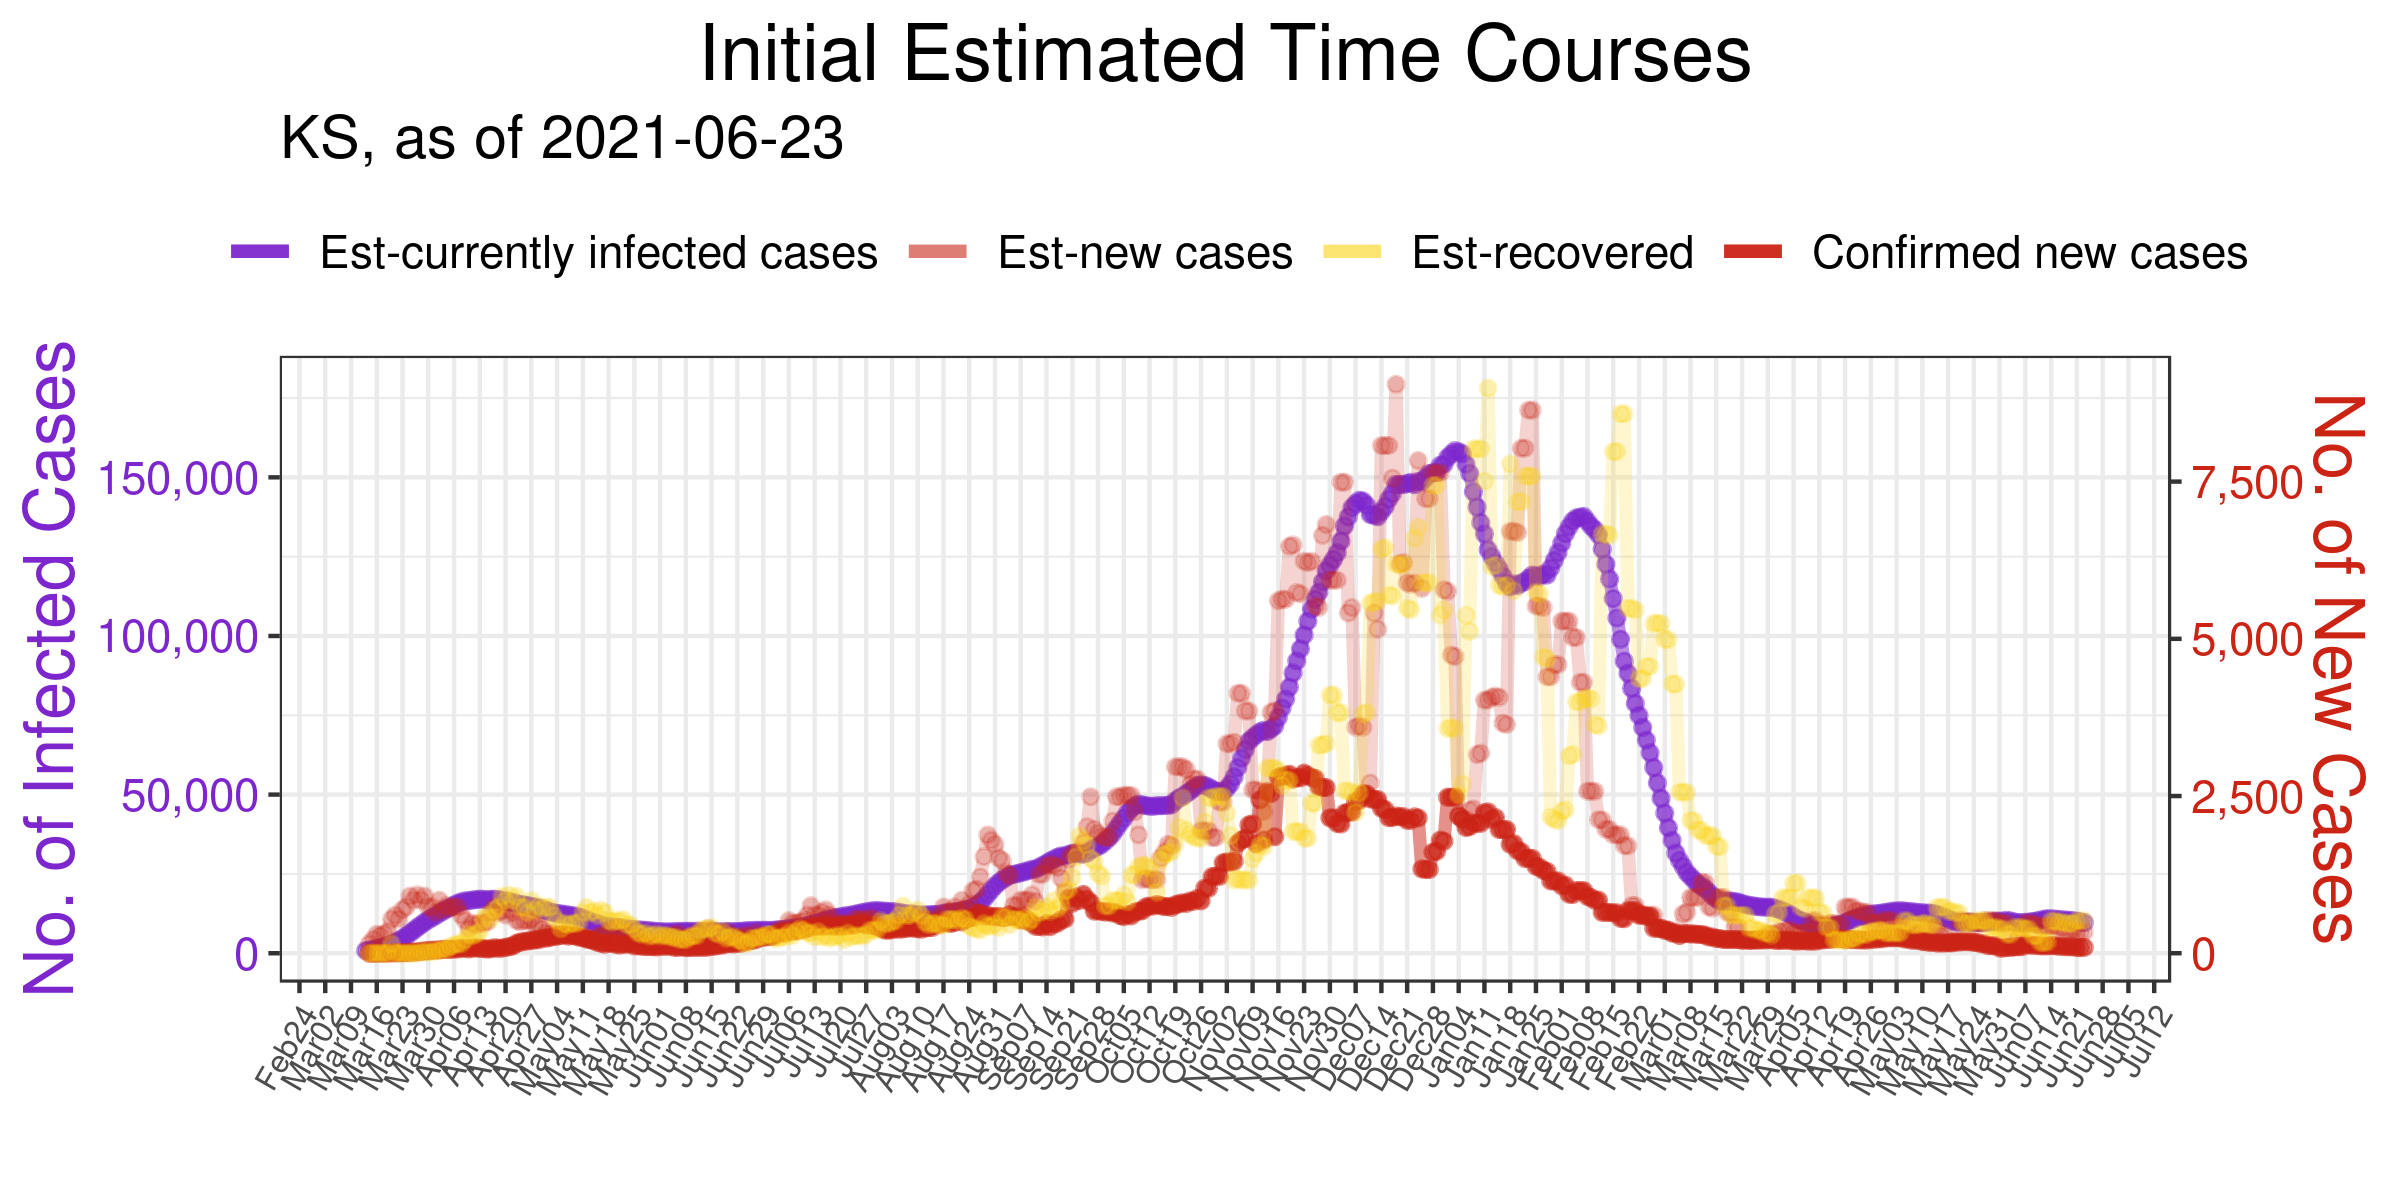 Initial Estimated Time Courses
KS, as of 2021-06-23
Est-currently infected cases
Est-new cases
Est-recovered
Confirmed new cases
No. of Infected Cases
150,000
100,000
50,000
0
7,500
5,000
2,500
0
No. of New Cases
Feb24
Mar02
Mar09
Mar16
Mar23
Mar30
Apr06
Apr13
Apr20
Apr27
May04
May11
May18
May25
Jun01
Jun08
Jun15
Jun22
Jun29
Jul06
Jul13
Jul20
Jul27
Aug03
Aug10
Aug17
Aug24
Aug31
Sep07
Sep14
Sep21
Sep28
Oct05
Oct12
Oct19
Oct26
Nov02
Nov09
Nov16
Nov23
Nov30
Dec07
Dec14
Dec21
Dec28
Jan04
Jan11
Jan18
Jan25
Feb01
Feb08
Feb15
Feb22
Mar01
Mar08
Mar15
Mar22
Mar29
Apr05
Apr12
Apr19
Apr26
May03
May10
May17
May24
May31
Jun07
Jun14
Jun21
Jun28
Jul05
Jul12